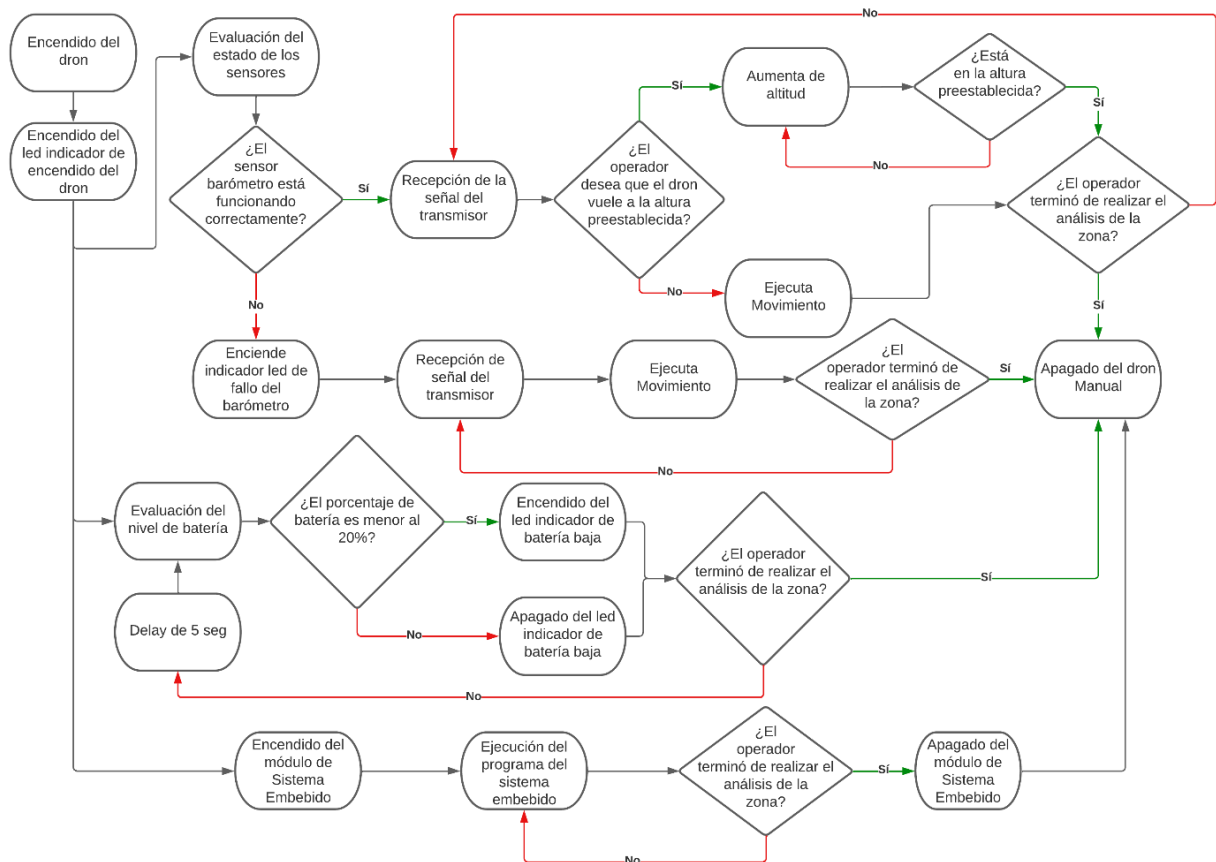 No
Encendido del
dron
Evaluación del
estado de los
sensores
Aumenta de
altitud
¿Está
en la altura
preestablecida?
Sí
Sí
No
Encendido del
led indicador de
encendido del
dron
¿El
sensor
barómetro está
funcionando
correctamente?
Sí
Recepción de la
señal del
transmisor
¿El
operador
desea que el dron
vuele a la altura
preestablecida?
¿El operador
terminó de realizar el
análisis de la
zona?
No
Ejecuta
Movimiento
No
Sí
Enciende
indicador led de
fallo del
barómetro
Recepción de
señal del
transmisor
Ejecuta
Movimiento
¿El
operador terminó de
realizar el análisis de
la zona?
Sí
Apagado del dron
Manual
No
Evaluación del
nivel de batería
¿El porcentaje de
batería es menor al
20%?
Sí
Encendido del
led indicador de
batería baja
¿El operador
terminó de realizar el
análisis de la zona?
Sí
Delay de 5 seg
No
Apagado del led
indicador de
batería baja
No
Encendido del
módulo de
Sistema
Embebido
Ejecución del
programa del
sistema
embebido
¿El
operador
terminó de realizar el
análisis de la
zona?
Sí
Apagado del
módulo de
Sistema
Embebido
No